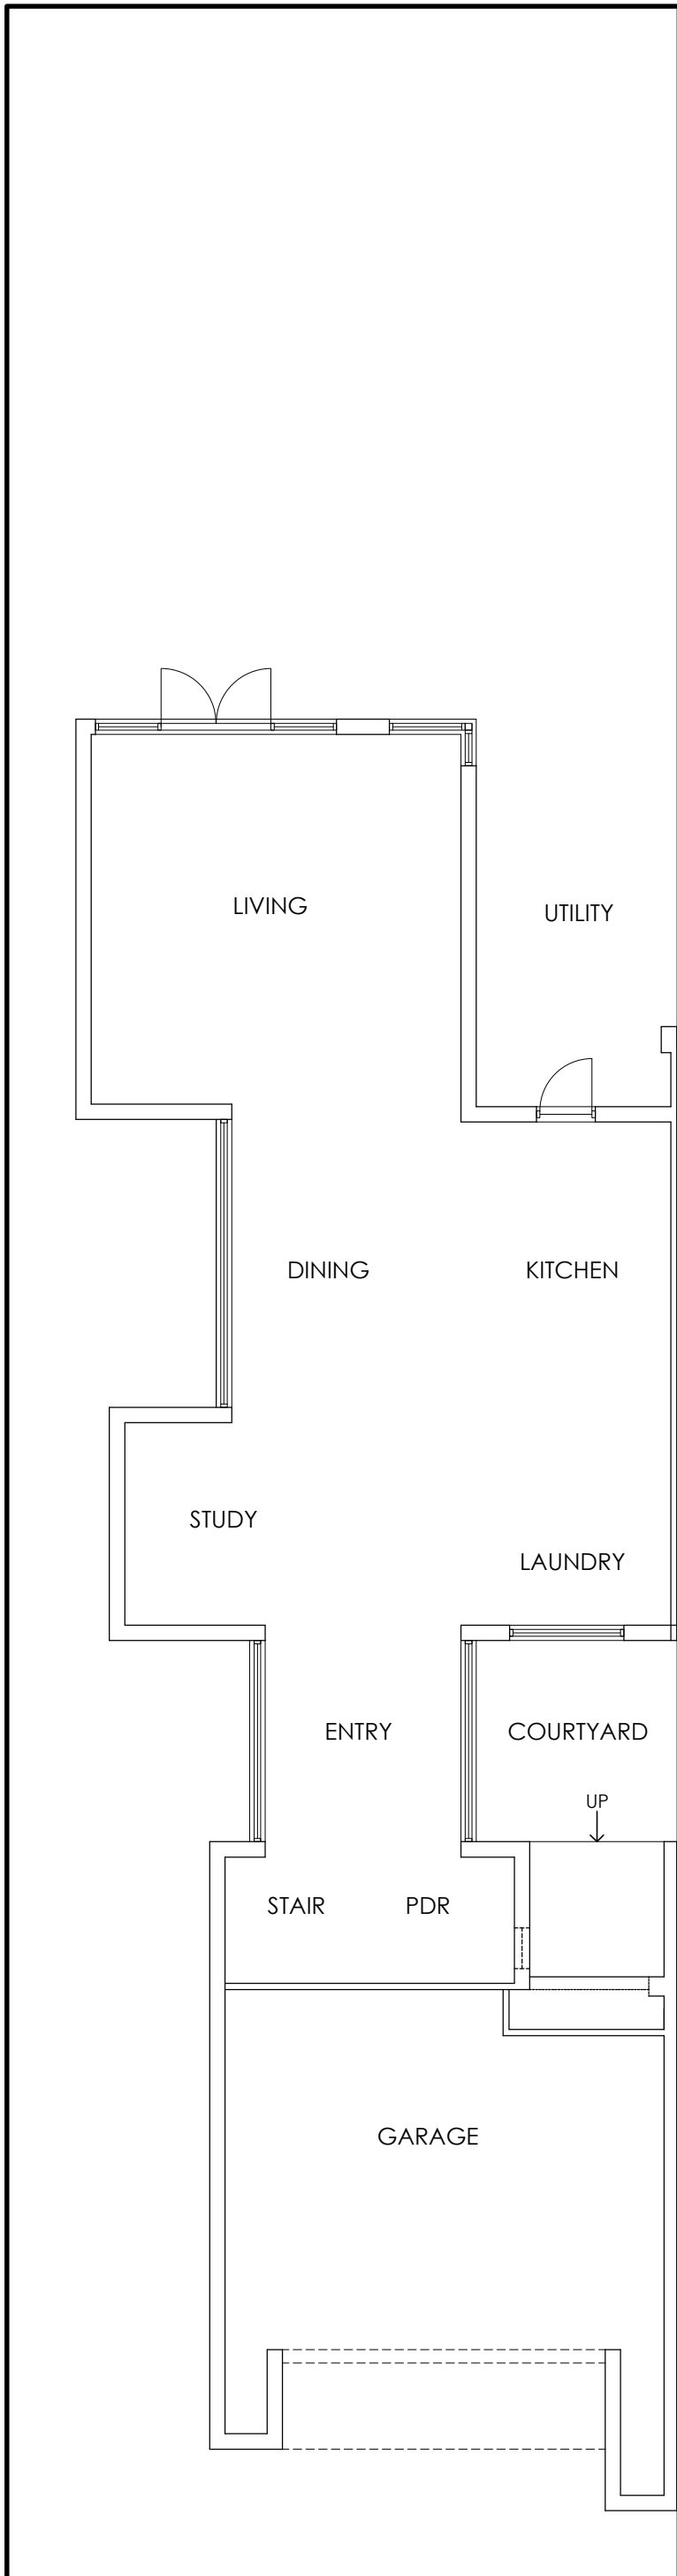 LIVING
UTILITY
DINING
KITCHEN
STUDY
LAUNDRY
ENTRY
COURTYARD
UP
STAIR
PDR
GARAGE